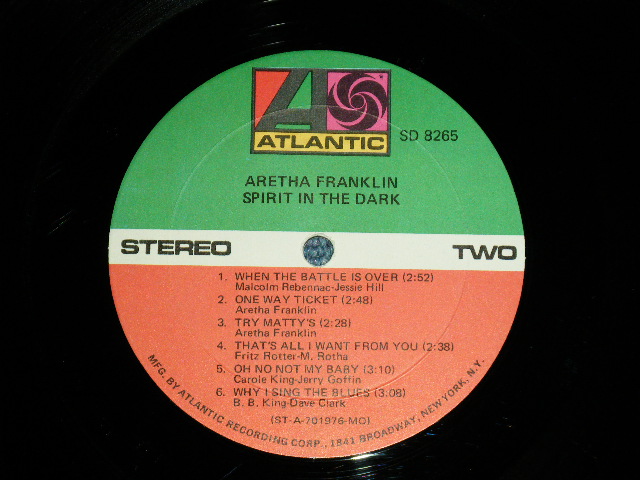 ATLANTIC
SD 8265
ARETHA FRANKLIN
SPIRIT IN THE DARK
STEREO
TWO
1. WHEN THE BATTLE IS OVER (2:52)
Malcolm Rebennac-Jessie Hill
2. ONE WAY TICKET (2:48)
Aretha Franklin
3. TRY MATTY'S (2:28)
Aretha Franklin
4. THAT'S ALL I WANT FROM YOU (2:38)
Fritz Rotter-M. Rotha
5. OH NO NOT MY BABY (3:10)
Carole King-Jerry Goffin
6. WHY I SING THE BLUES (3:08)
B. B. King-Dave Clark
(ST-A-701976-MO)
MFG. BY ATLANTIC RECORDING CORP., 1841 BROADWAY, NEW YORK, N.Y.